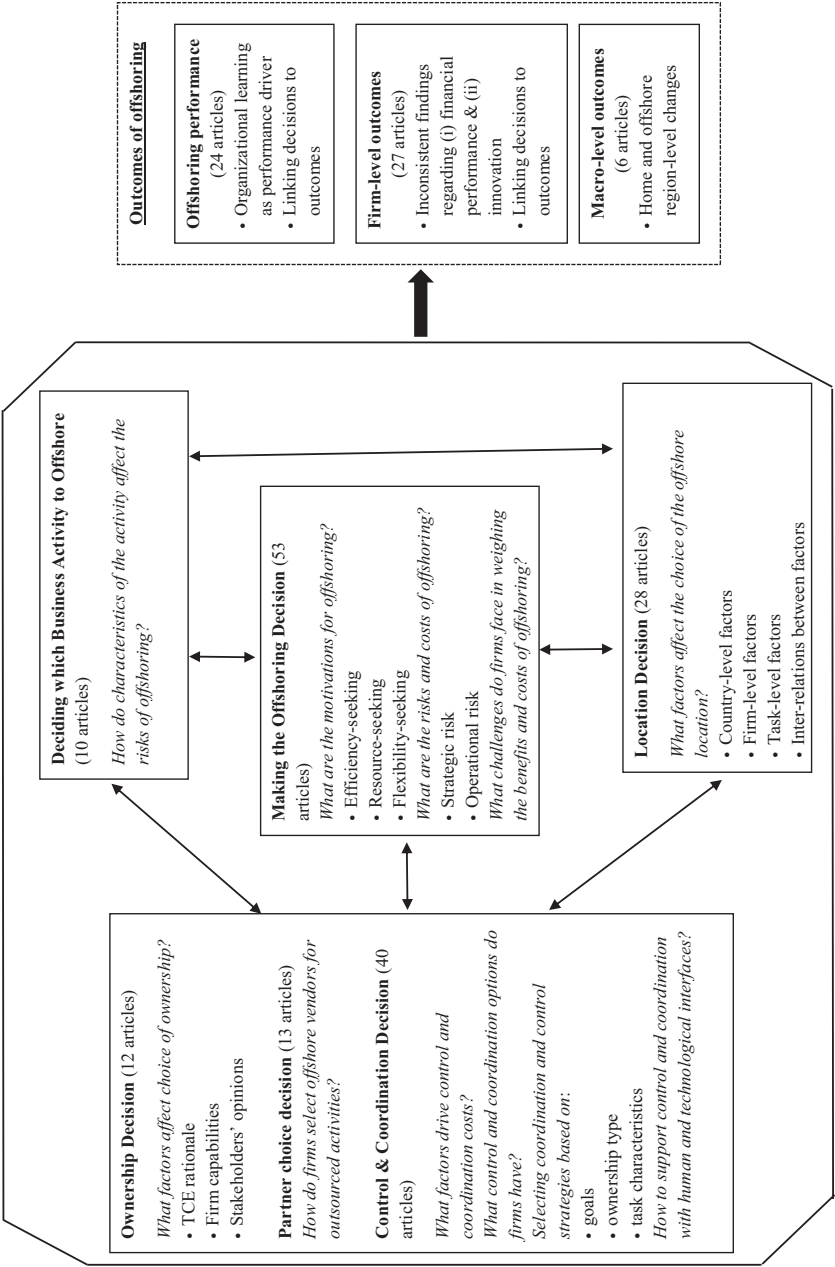 Ownership Decision (12 articles)
What factors affect choice of ownership?
• TCE rationale
• Firm capabilities
• Stakeholders' opinions
Partner choice decision (13 articles)
How do firms select offshore vendors for
outsourced activities?
Control & Coordination Decision (40
articles)
What factors drive control and
coordination costs?
What control and coordination options do
firms have?
Selecting coordination and control
strategies based on:
• goals
• ownership type
• task characteristics
How to support control and coordination
with human and technological interfaces?
Deciding which Business Activity to Offshore
(10 articles)
How do characteristics of the activity affect the
risks of offshoring?
Making the Offshoring Decision (53
articles)
What are the motivations for offshoring?
• Efficiency-seeking
• Resource-seeking
• Flexibility-seeking
What are the risks and costs of offshoring?
• Strategic risk
• Operational risk
What challenges do firms face in weighing
the benefits and costs of offshoring?
Location Decision (28 articles)
What factors affect the choice of the offshore
location?
• Country-level factors
• Firm-level factors
• Task-level factors
• Inter-relations between factors
Outcomes of offshoring
Offshoring performance
(24 articles)
• Organizational learning
as performance driver
• Linking decisions to
outcomes
Firm-level outcomes
(27 articles)
• Inconsistent findings
regarding (i) financial
performance & (ii)
innovation
• Linking decisions to
outcomes
Macro-level outcomes
(6 articles)
• Home and offshore
region-level changes